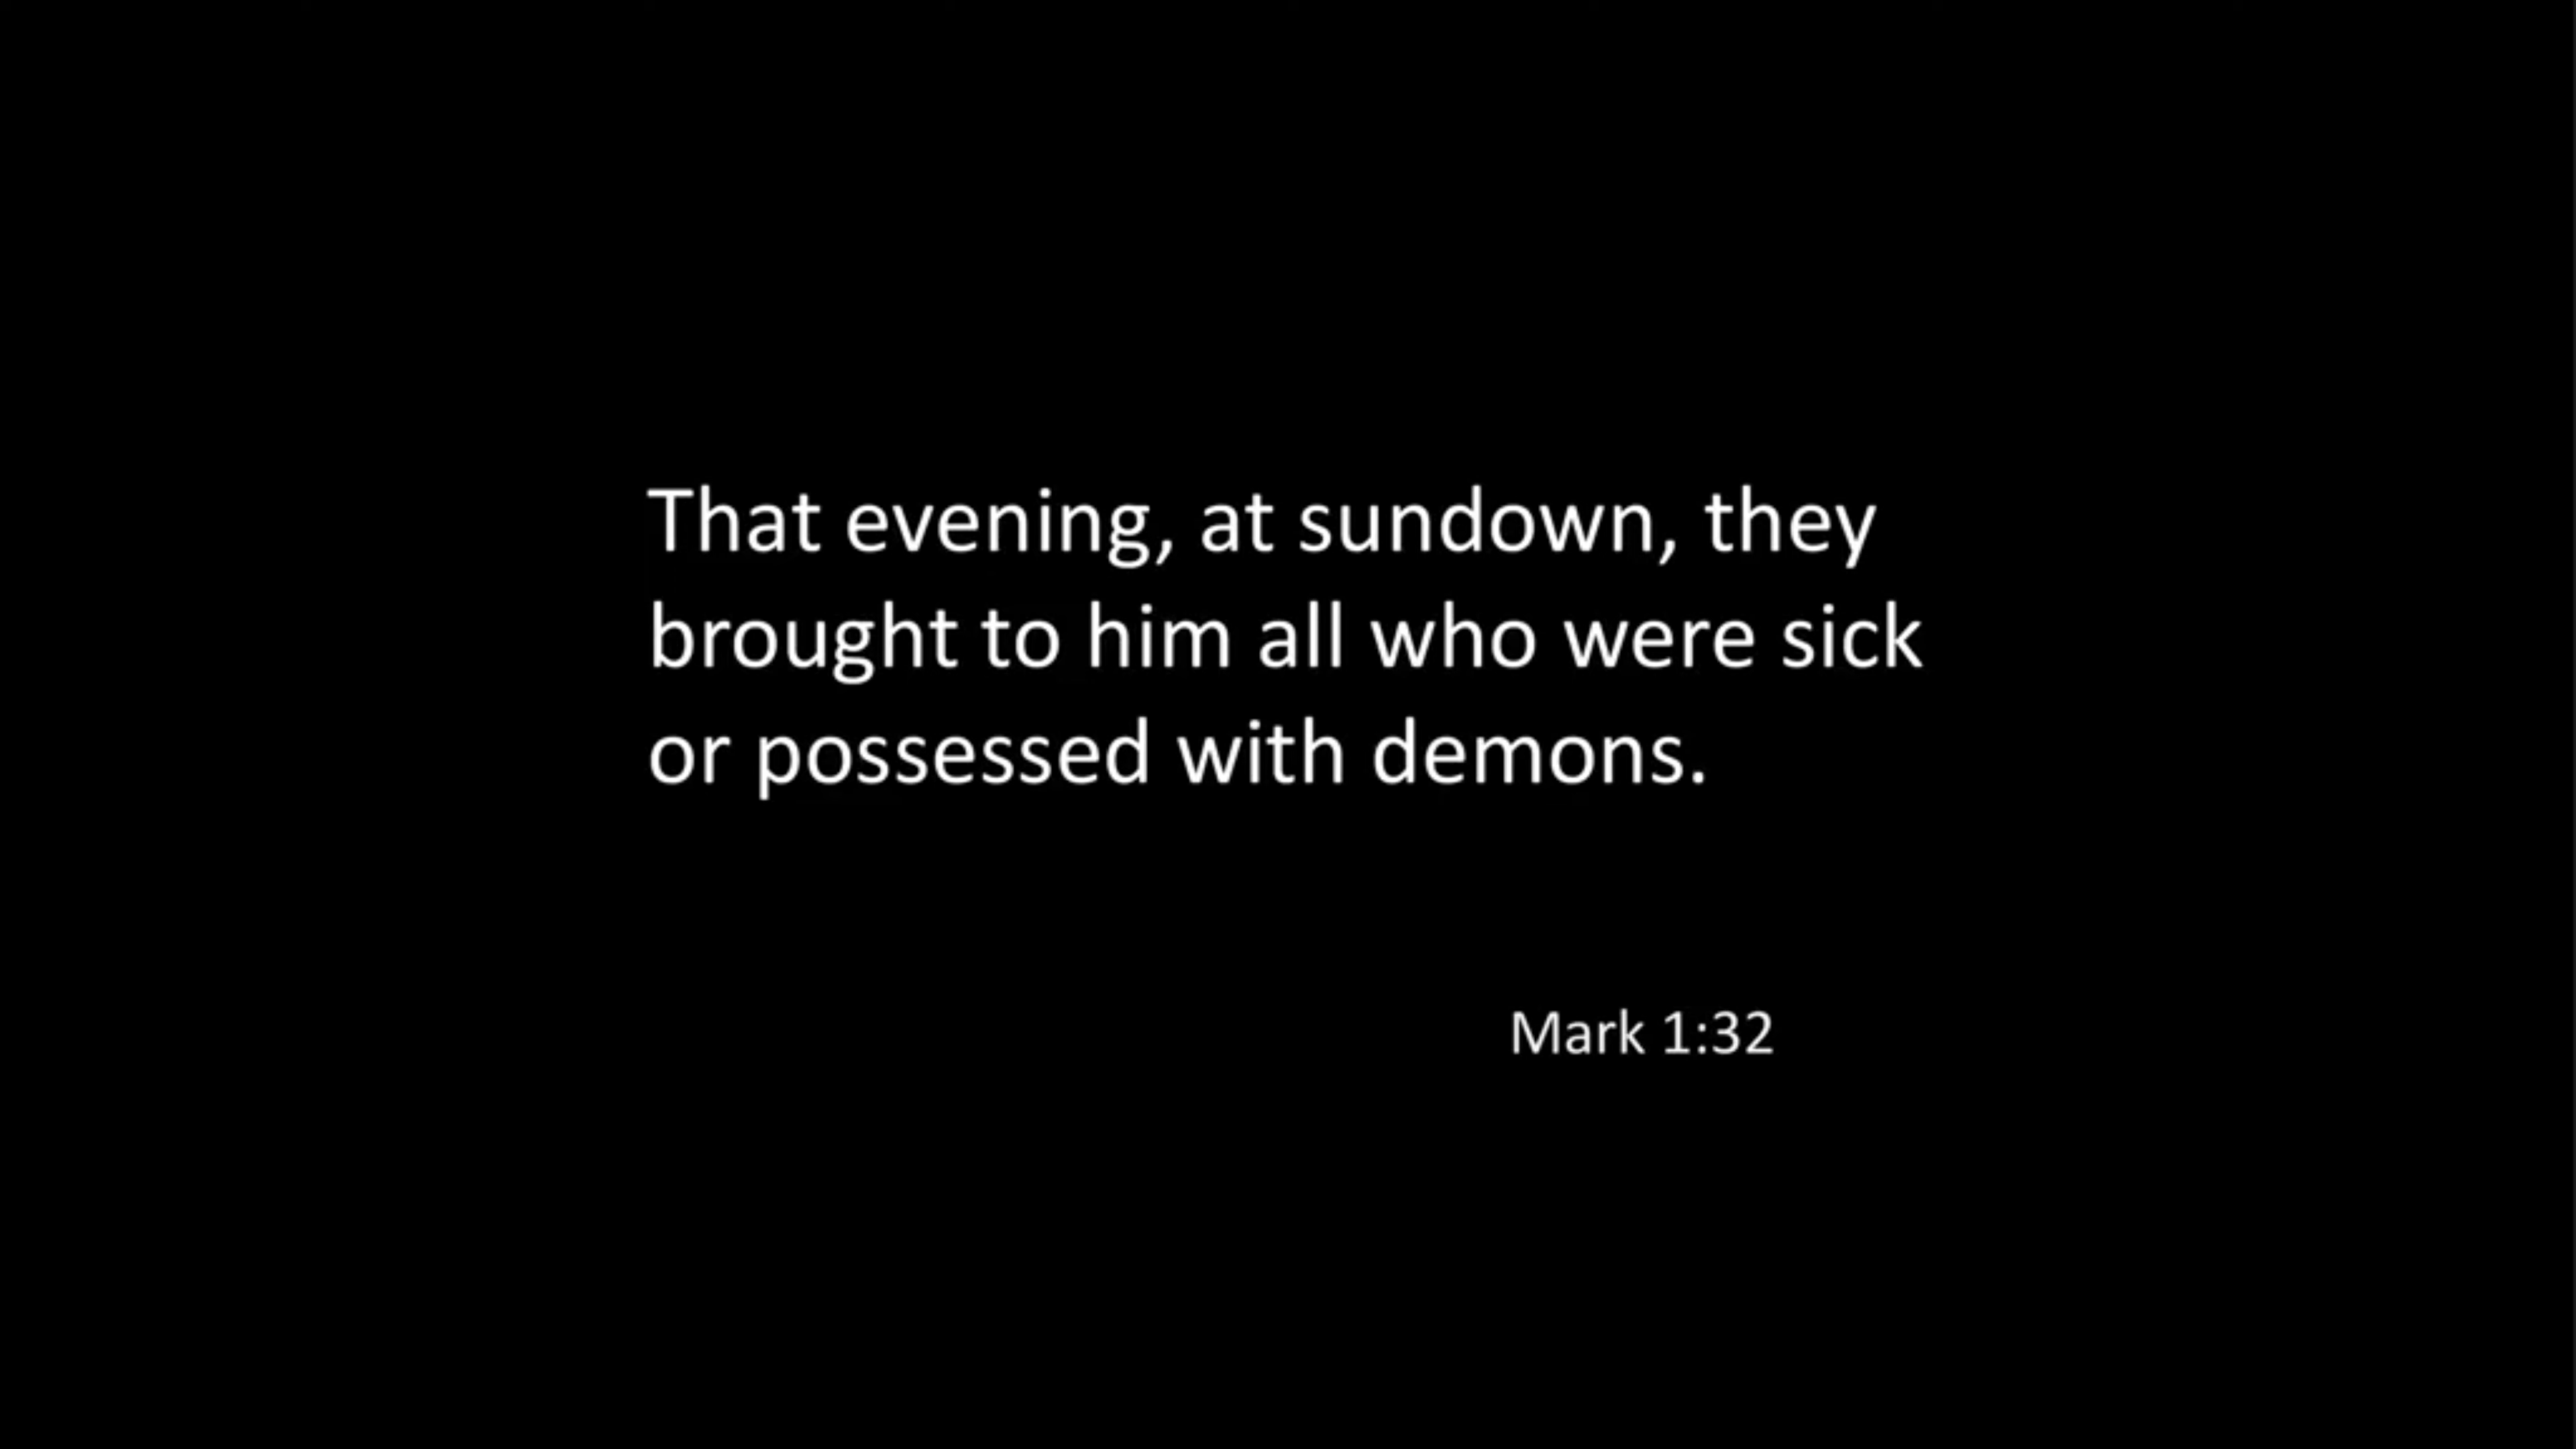 That evening, at sundown, they
brought to him all who were sick
or possessed with demons.
Mark 1:32